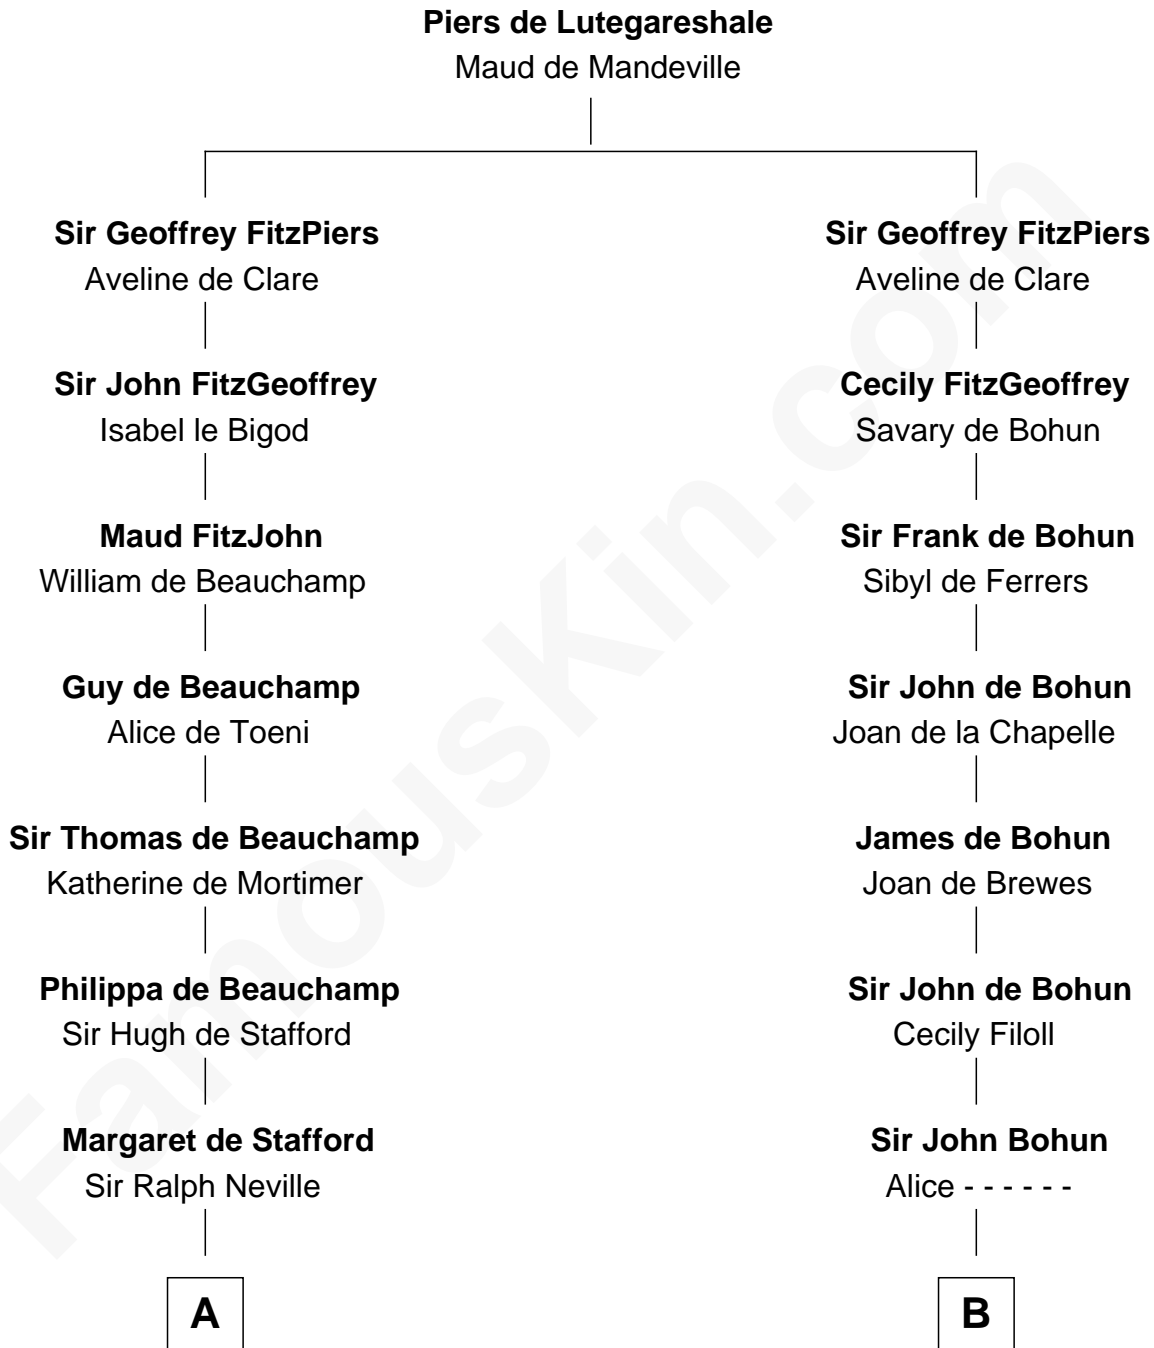 Piers de Lutegareshale
Maud de Mandeville
Sir Geoffrey FitzPiers
Aveline de Clare
Sir John FitzGeoffrey
Isabel le Bigod
Maud FitzJohn
William de Beauchamp
Guy de Beauchamp
Alice de Toeni
Sir Thomas de Beauchamp
Katherine de Mortimer
Philippa de Beauchamp
Sir Hugh de Stafford
Margaret de Stafford
Sir Ralph Neville
A
Sir Geoffrey FitzPiers
Aveline de Clare
Cecily FitzGeoffrey
Savary de Bohun
Sir Frank de Bohun
Sibyl de Ferrers
Sir John de Bohun
Joan de la Chapelle
James de Bohun
Joan de Brewes
Sir John de Bohun
Cecily Filoll
Sir John Bohun
Alice - - - - - -
B
FamousKin.com